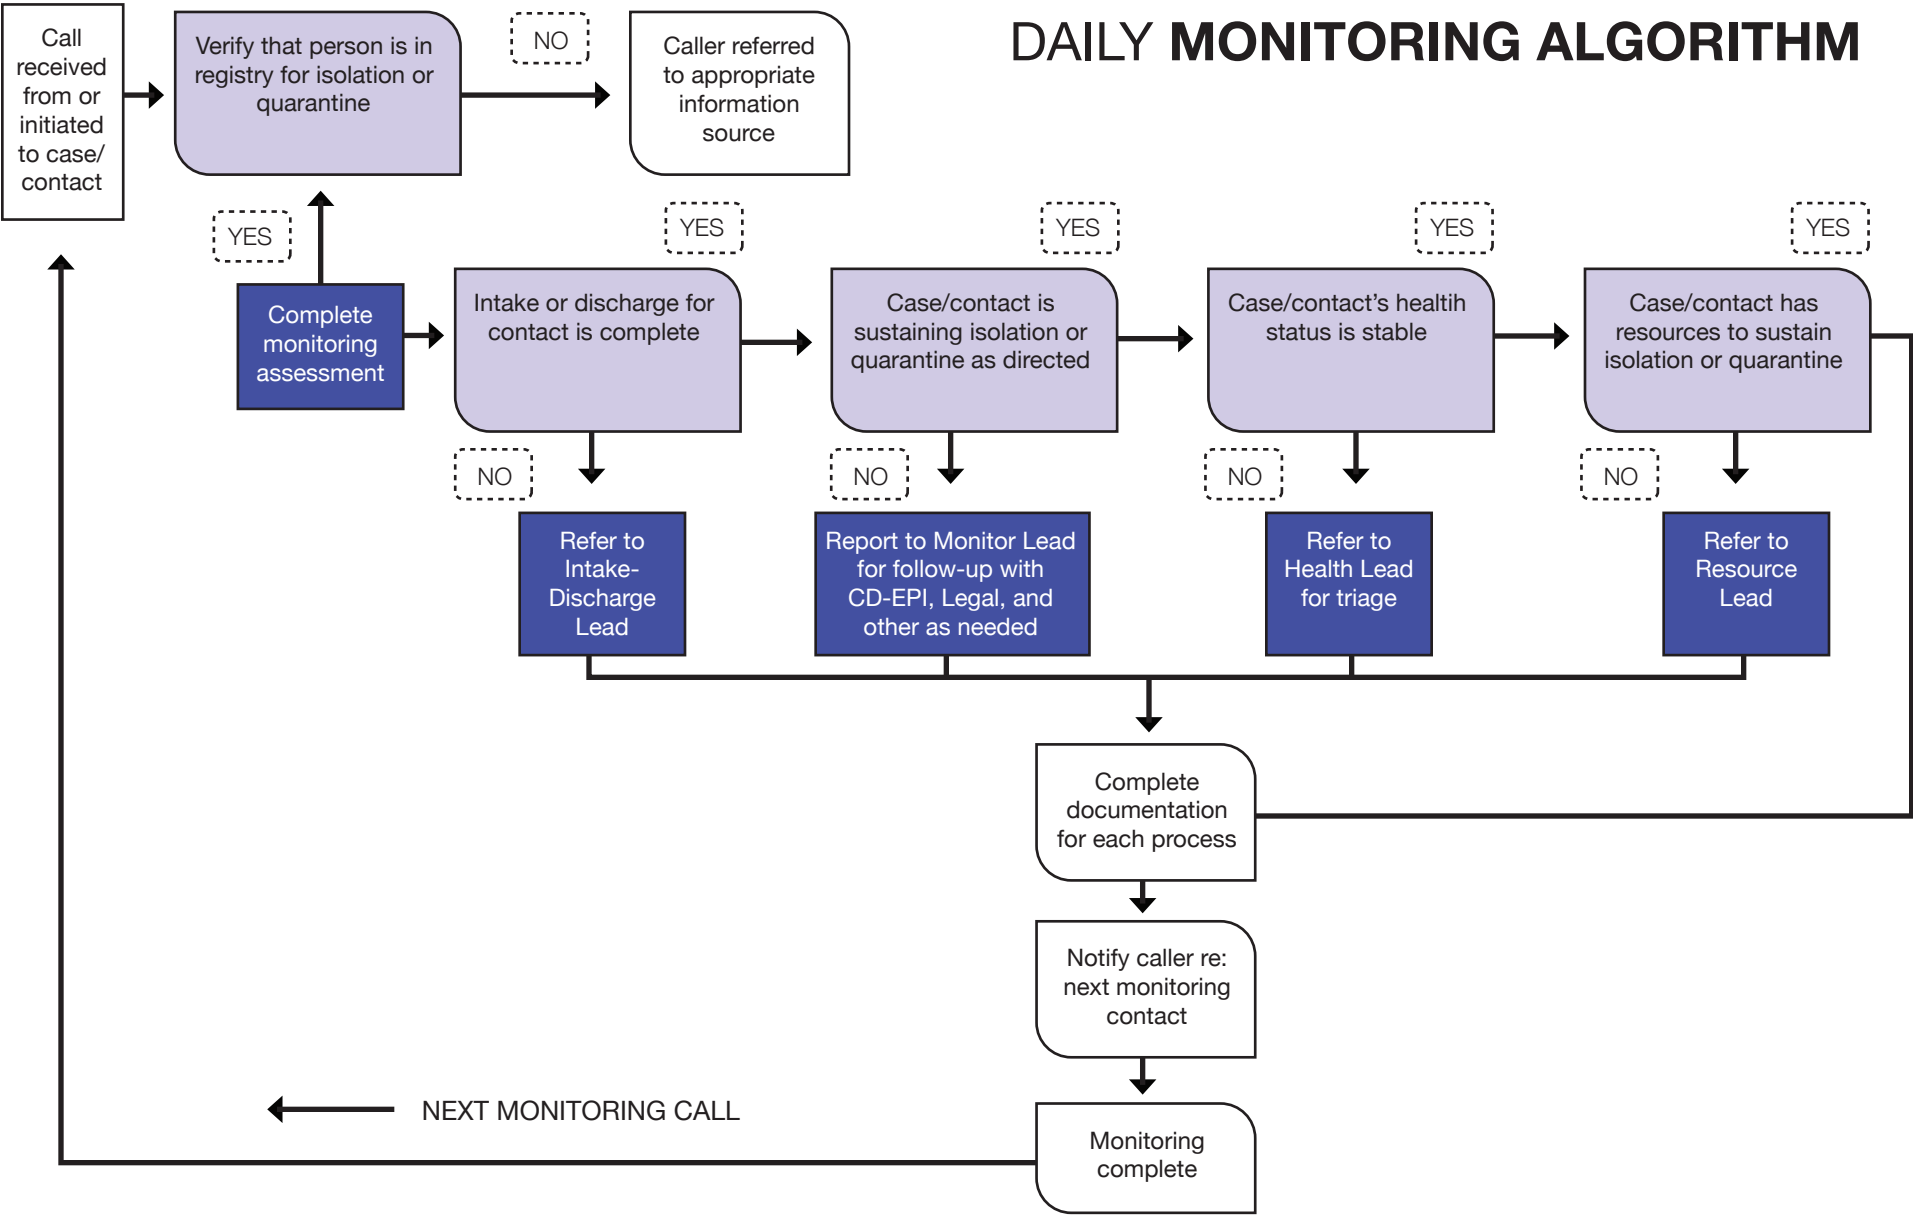 DAILY MONITORING ALGORITHM
Call
received
from or
initiated
to case/
contact
Verify that person is in
registry for isolation or
quarantine
NO
Caller referred
to appropriate
information
source
YES
Complete
monitoring
assessment
Intake or discharge for
contact is complete
YES
Case/contact is
sustaining isolation or
quarantine as directed
YES
Case/contact’s healtih
status is stable
YES
Case/contact has
resources to sustain
isolation or quarantine
YES
NO
Refer to
Intake-
Discharge
Lead
NO
Report to Monitor Lead
for follow-up with
CD-EPI, Legal, and
other as needed
NO
Refer to
Health Lead
for triage
NO
Refer to
Resource
Lead
Complete
documentation
for each process
Notify caller re:
next monitoring
contact
Monitoring
complete
NEXT MONITORING CALL